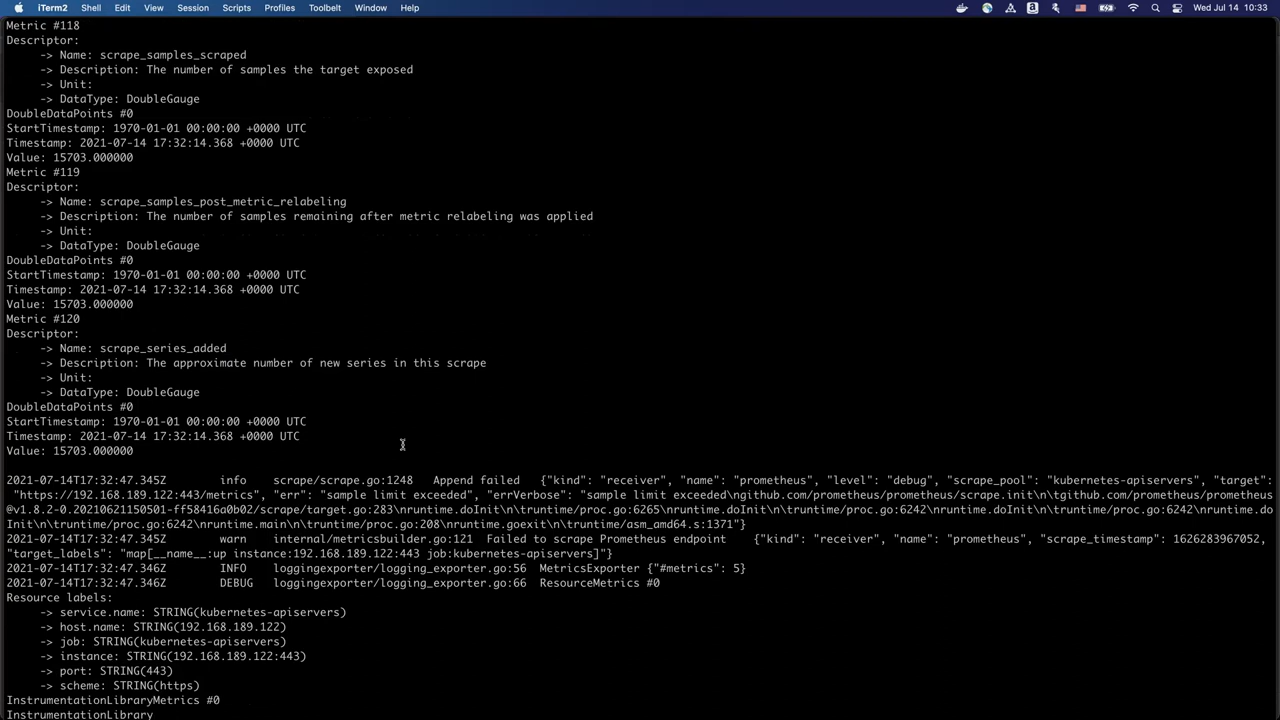 iTerm2 Shell Edit View Session Scripts Profiles Toolbelt Window Help Wed Jul 14 10:33
Metric #118
Descriptor:
-> Name: scrape_samples_scraped
-> Description: The number of samples the target exposed
-> Unit:
-> DataType: DoubleGauge
DoubleDataPoints #0
StartTimestamp: 1970-01-01 00:00:00 +0000 UTC
Timestamp: 2021-07-14 17:32:14.368 +0000 UTC
Value: 15703.000000
Metric #119
Descriptor:
-> Name: scrape_samples_post_metric_relabeling
-> Description: The number of samples remaining after metric relabeling was applied
-> Unit:
-> DataType: DoubleGauge
DoubleDataPoints #0
StartTimestamp: 1970-01-01 00:00:00 +0000 UTC
Timestamp: 2021-07-14 17:32:14.368 +0000 UTC
Value: 15703.000000
Metric #120
Descriptor:
-> Name: scrape_series_added
-> Description: The approximate number of new series in this scrape
-> Unit:
-> DataType: DoubleGauge
DoubleDataPoints #0
StartTimestamp: 1970-01-01 00:00:00 +0000 UTC
Timestamp: 2021-07-14 17:32:14.368 +0000 UTC
Value: 15703.000000
2021-07-14T17:32:47.345Z info scrape/scrape.go:1248 Append failed {"kind": "receiver", "name": "prometheus", "level": "debug", "scrape_pool": "kubernetes-apiservers", "target":
"https://192.168.189.122:443/metrics", "err": "sample limit exceeded", "errVerbose": "sample limit exceeded\ngithub.com/prometheus/prometheus/scrape.init\n\tgithub.com/prometheus/prometheus
@v1.8.2-0.20210621150501-ff58416a0b02/scrape/target.go:283\nruntime.doInit\n\truntime/proc.go:6265\nruntime.doInit\n\truntime/proc.go:6242\nruntime.doInit\n\truntime/proc.go:6242\nruntime.do
Init\n\truntime/proc.go:6242\nruntime.main\n\truntime/proc.go:208\nruntime.goexit\n\truntime/asm_amd64.s:1371"}
2021-07-14T17:32:47.345Z warn internal/metricsbuilder.go:121 Failed to scrape Prometheus endpoint {"kind": "receiver", "name": "prometheus", "scrape_timestamp": 1626283967052,
"target_labels": "map[__name__:up instance:192.168.189.122:443 job:kubernetes-apiservers]"}
2021-07-14T17:32:47.346Z INFO loggingexporter/logging_exporter.go:56 MetricsExporter {"#metrics": 5}
2021-07-14T17:32:47.346Z DEBUG loggingexporter/logging_exporter.go:66 ResourceMetrics #0
Resource labels:
-> service.name: STRING(kubernetes-apiservers)
-> host.name: STRING(192.168.189.122)
-> job: STRING(kubernetes-apiservers)
-> instance: STRING(192.168.189.122:443)
-> port: STRING(443)
-> scheme: STRING(https)
InstrumentationLibraryMetrics #0
InstrumentationLibrary